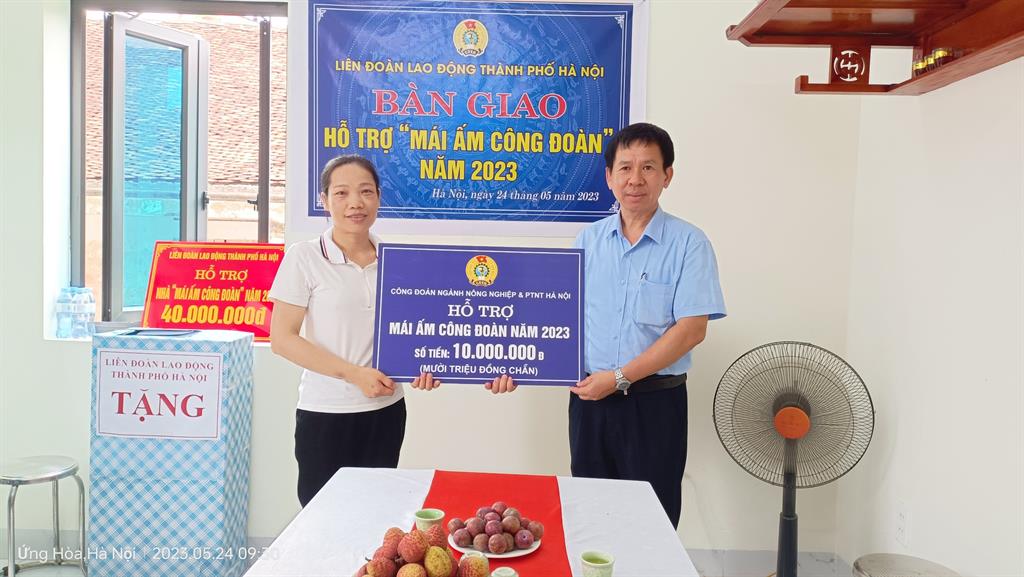 LIÊN ĐOÀN LAO ĐỘNG THÀNH PHỐ HÀ NỘI
BÀN GIAO
HỖ TRỢ "MÁI ẤM CÔNG ĐOÀN"
NĂM 2023
Hà Nội, ngày 24 tháng 05 năm 2023
LIÊN ĐOÀN LAO ĐỘNG THÀNH PHỐ HÀ NỘI
HỖ TRỢ
NHÀ "MÁI ẤM CÔNG ĐOÀN" NĂM
40.000.000đ
CÔNG ĐOÀN NGÀNH NÔNG NGHIỆP & PTNT HÀ NỘI
HỖ TRỢ
MÁI ẤM CÔNG ĐOÀN NĂM 2023
SỐ TIỀN: 10.000.000 Đ
(MƯỜI TRIỆU ĐỒNG CHẴN)
LIÊN ĐOÀN LAO ĐỘNG
THÀNH PHỐ HÀ NỘI
TẶNG
Ứng Hòa,Hà Nội | 2023.05.24